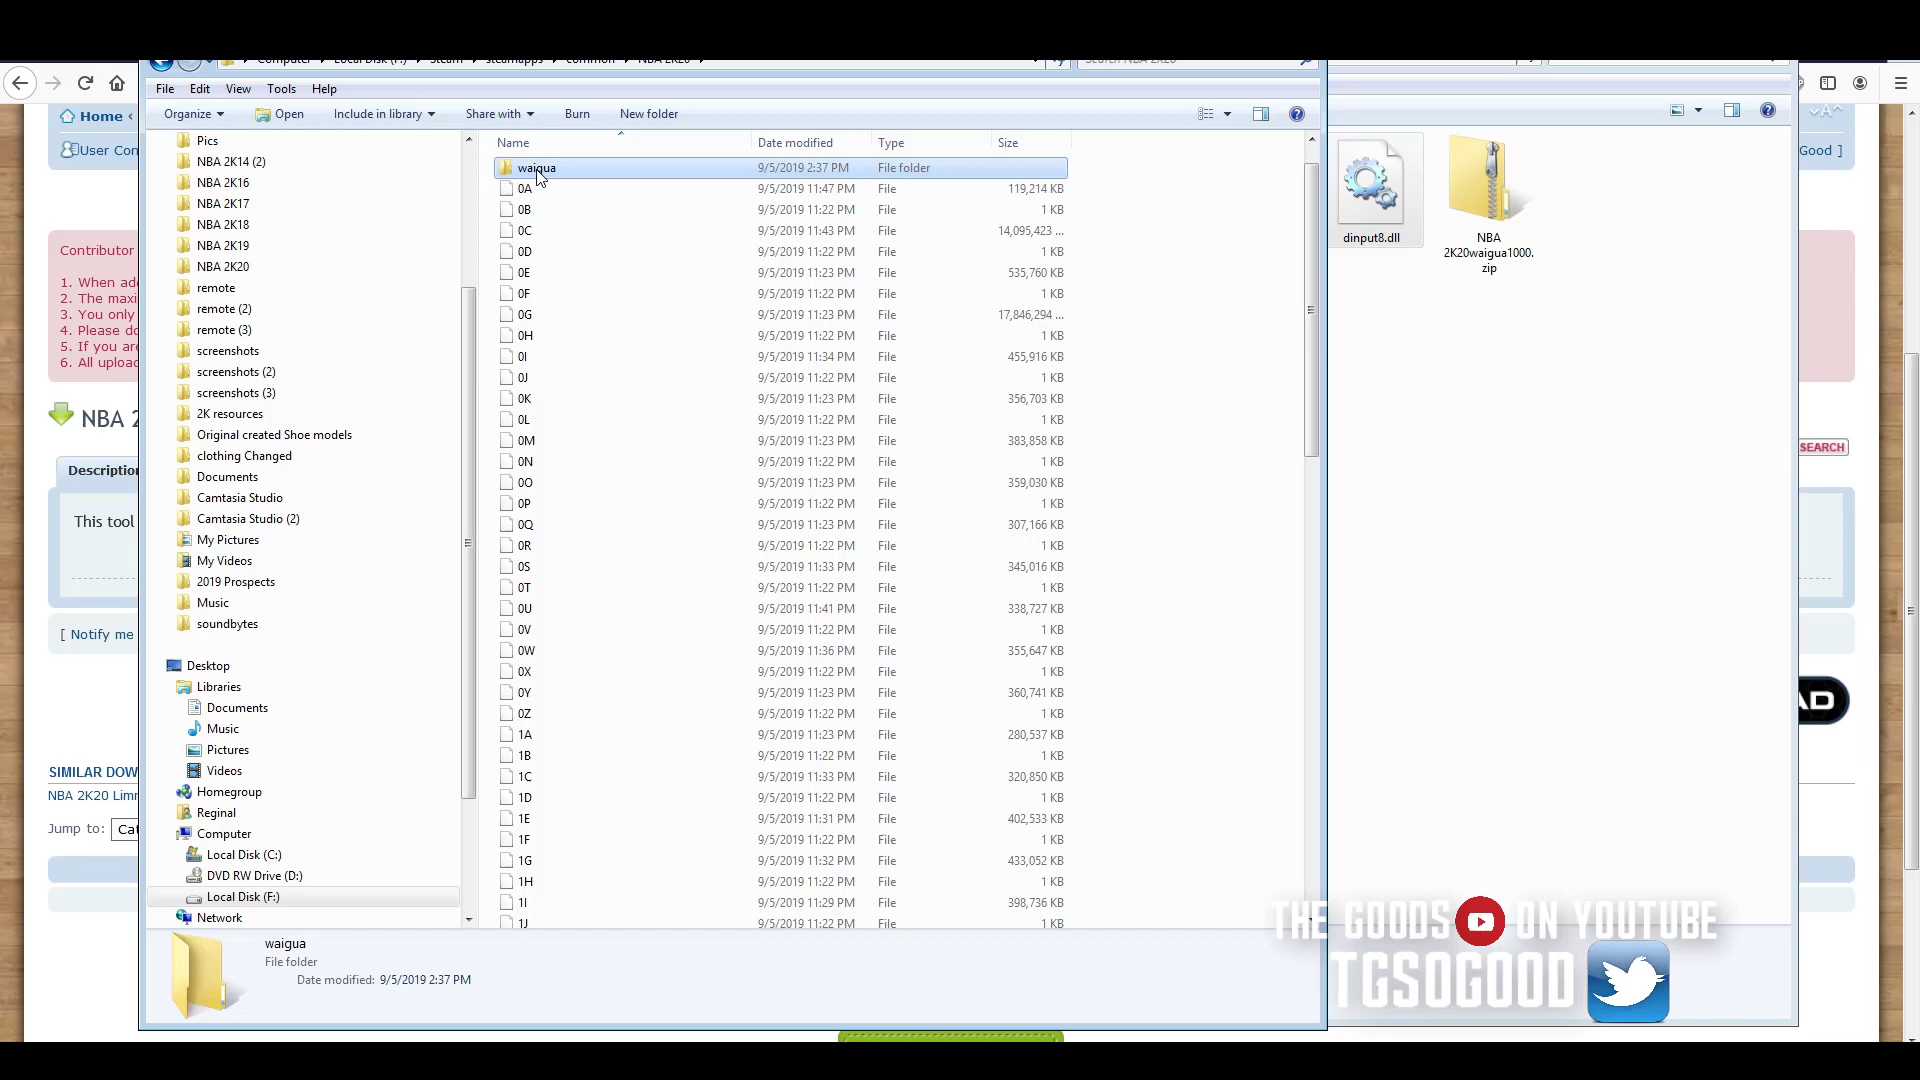 Computer Local Disk (F:) Steam steamapps common NBA 2K20
Search NBA 2K20
File Edit View Tools Help
Organize Open Include in library Share with Burn New folder
Home
User Con
Good ]
Contributor
1. When add
2. The maxi
3. You only
4. Please do
5. If you are
6. All upload
NBA 2
SEARCH
Description
This tool
[ Notify me
AD
SIMILAR DOW
NBA 2K20 Limn
Jump to: Cat
Pics
NBA 2K14 (2)
NBA 2K16
NBA 2K17
NBA 2K18
NBA 2K19
NBA 2K20
remote
remote (2)
remote (3)
screenshots
screenshots (2)
screenshots (3)
2K resources
Original created Shoe models
clothing Changed
Documents
Camtasia Studio
Camtasia Studio (2)
My Pictures
My Videos
2019 Prospects
Music
soundbytes
Desktop
Libraries
Documents
Music
Pictures
Videos
Homegroup
Reginal
Computer
Local Disk (C:)
DVD RW Drive (D:)
Local Disk (F:)
Network
Name Date modified Type Size
waigua 9/5/2019 2:37 PM File folder
0A 9/5/2019 11:47 PM File 119,214 KB
0B 9/5/2019 11:22 PM File 1 KB
0C 9/5/2019 11:43 PM File 14,095,423 ...
0D 9/5/2019 11:22 PM File 1 KB
0E 9/5/2019 11:23 PM File 535,760 KB
0F 9/5/2019 11:22 PM File 1 KB
0G 9/5/2019 11:23 PM File 17,846,294 ...
0H 9/5/2019 11:22 PM File 1 KB
0I 9/5/2019 11:34 PM File 455,916 KB
0J 9/5/2019 11:22 PM File 1 KB
0K 9/5/2019 11:23 PM File 356,703 KB
0L 9/5/2019 11:22 PM File 1 KB
0M 9/5/2019 11:23 PM File 383,858 KB
0N 9/5/2019 11:22 PM File 1 KB
0O 9/5/2019 11:23 PM File 359,030 KB
0P 9/5/2019 11:22 PM File 1 KB
0Q 9/5/2019 11:23 PM File 307,166 KB
0R 9/5/2019 11:22 PM File 1 KB
0S 9/5/2019 11:33 PM File 345,016 KB
0T 9/5/2019 11:22 PM File 1 KB
0U 9/5/2019 11:41 PM File 338,727 KB
0V 9/5/2019 11:22 PM File 1 KB
0W 9/5/2019 11:36 PM File 355,647 KB
0X 9/5/2019 11:22 PM File 1 KB
0Y 9/5/2019 11:23 PM File 360,741 KB
0Z 9/5/2019 11:22 PM File 1 KB
1A 9/5/2019 11:23 PM File 280,537 KB
1B 9/5/2019 11:22 PM File 1 KB
1C 9/5/2019 11:33 PM File 320,850 KB
1D 9/5/2019 11:22 PM File 1 KB
1E 9/5/2019 11:31 PM File 402,533 KB
1F 9/5/2019 11:22 PM File 1 KB
1G 9/5/2019 11:32 PM File 433,052 KB
1H 9/5/2019 11:22 PM File 1 KB
1I 9/5/2019 11:29 PM File 398,736 KB
1J 9/5/2019 11:22 PM File 1 KB
waigua
File folder
Date modified: 9/5/2019 2:37 PM
dinput8.dll
NBA
2K20waigua1000.
zip
THE GOODS ON YOUTUBE
TGSOGOOD